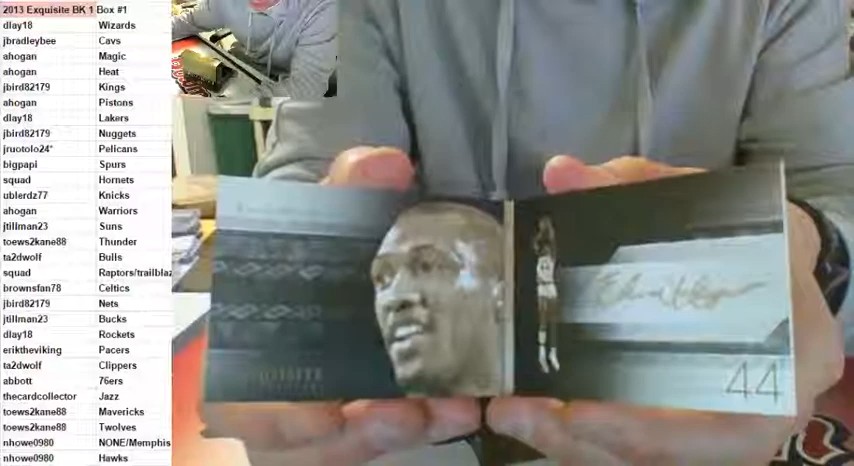 2013 Exquisite BK 1 Box #1
dlay18 Wizards
jbradleybee Cavs
ahogan Magic
ahogan Heat
jbird82179 Kings
ahogan Pistons
dlay18 Lakers
jbird82179 Nuggets
jruotolo24* Pelicans
bigpapi Spurs
squad Hornets
ublerdz77 Knicks
ahogan Warriors
jtillman23 Suns
toews2kane88 Thunder
ta2dwolf Bulls
squad Raptors/trailblaz
brownsfan78 Celtics
jbird82179 Nets
jtillman23 Bucks
dlay18 Rockets
eriktheviking Pacers
ta2dwolf Clippers
abbott 76ers
thecardcollector Jazz
toews2kane88 Mavericks
toews2kane88 Twolves
nhowe0980 NONE/Memphis
nhowe0980 Hawks
44